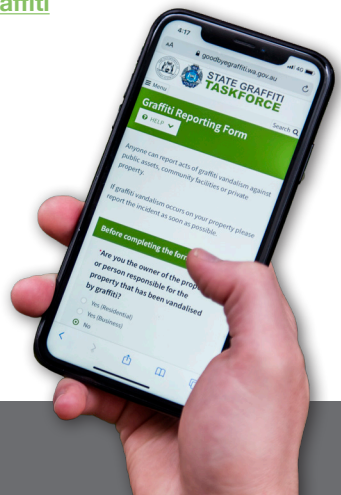 affiti
4:17
4G
AA
goodbyegraffiti.wa.gov.au
STATE GRAFFITI
TASKFORCE
Menu
Search
Graffiti Reporting Form
HELP
Anyone can report acts of graffiti vandalism against
public assets, community facilities or private
property.
If graffiti vandalism occurs on your property please
report the incident as soon as possible.
Before completing the for
*Are you the owner of the prop
or person responsible for the
property that has been vandalised
by graffiti?
Yes (Residential)
Yes (Business)
No